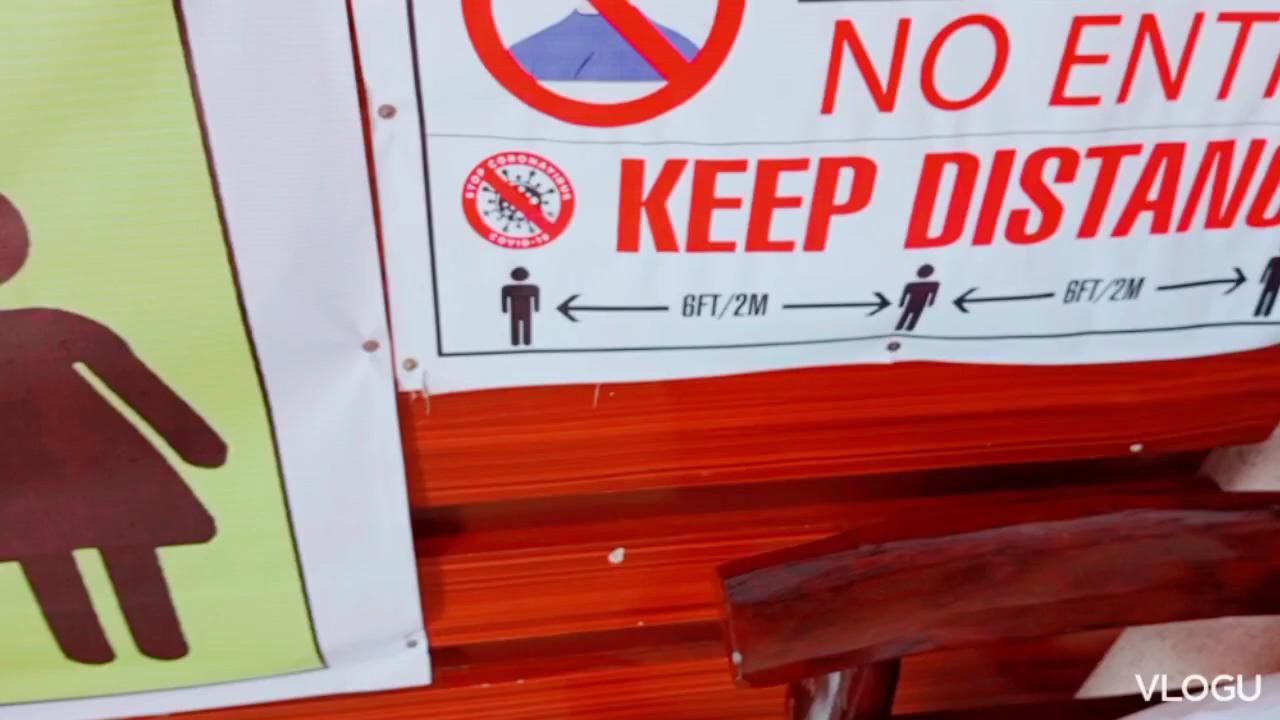 NO ENT
KEEP DISTANC
STOP CORONAVIRUS
COVID-19
6FT/2M
6FT/2M
VLOGU